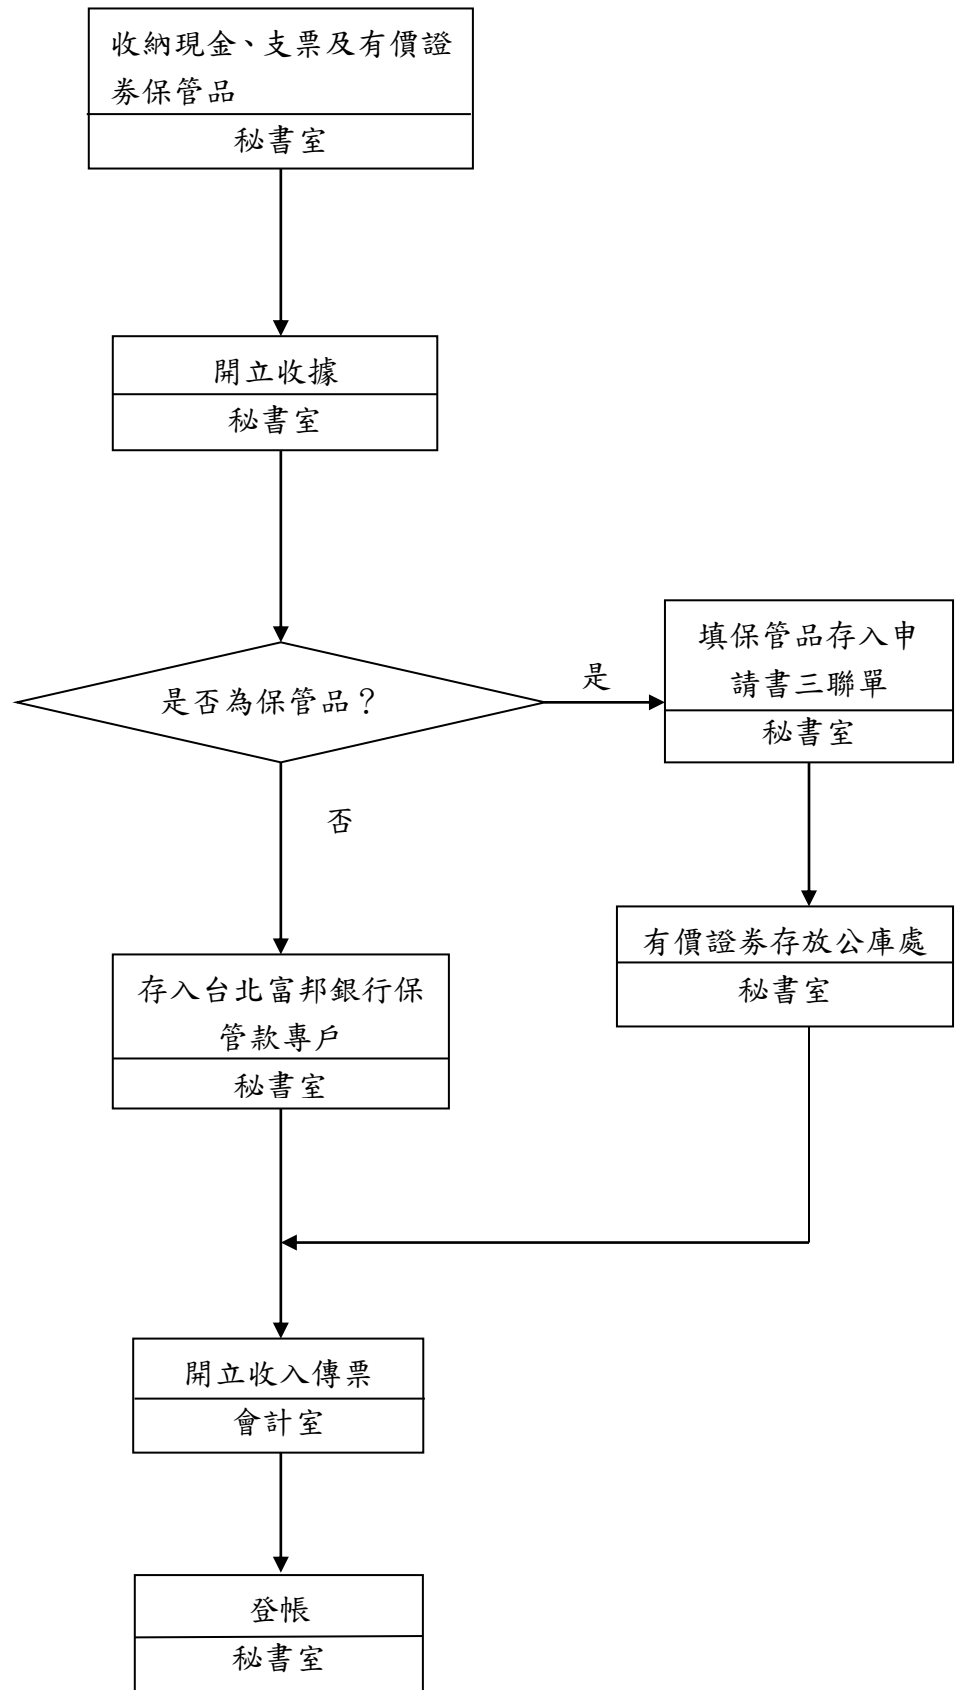 收納現金、支票及有價證
券保管品
秘書室
開立收據
秘書室
是否為保管品？
是
填保管品存入申
請書三聯單
秘書室
否
有價證券存放公庫處
秘書室
存入台北富邦銀行保
管款專戶
秘書室
開立收入傳票
會計室
登帳
秘書室